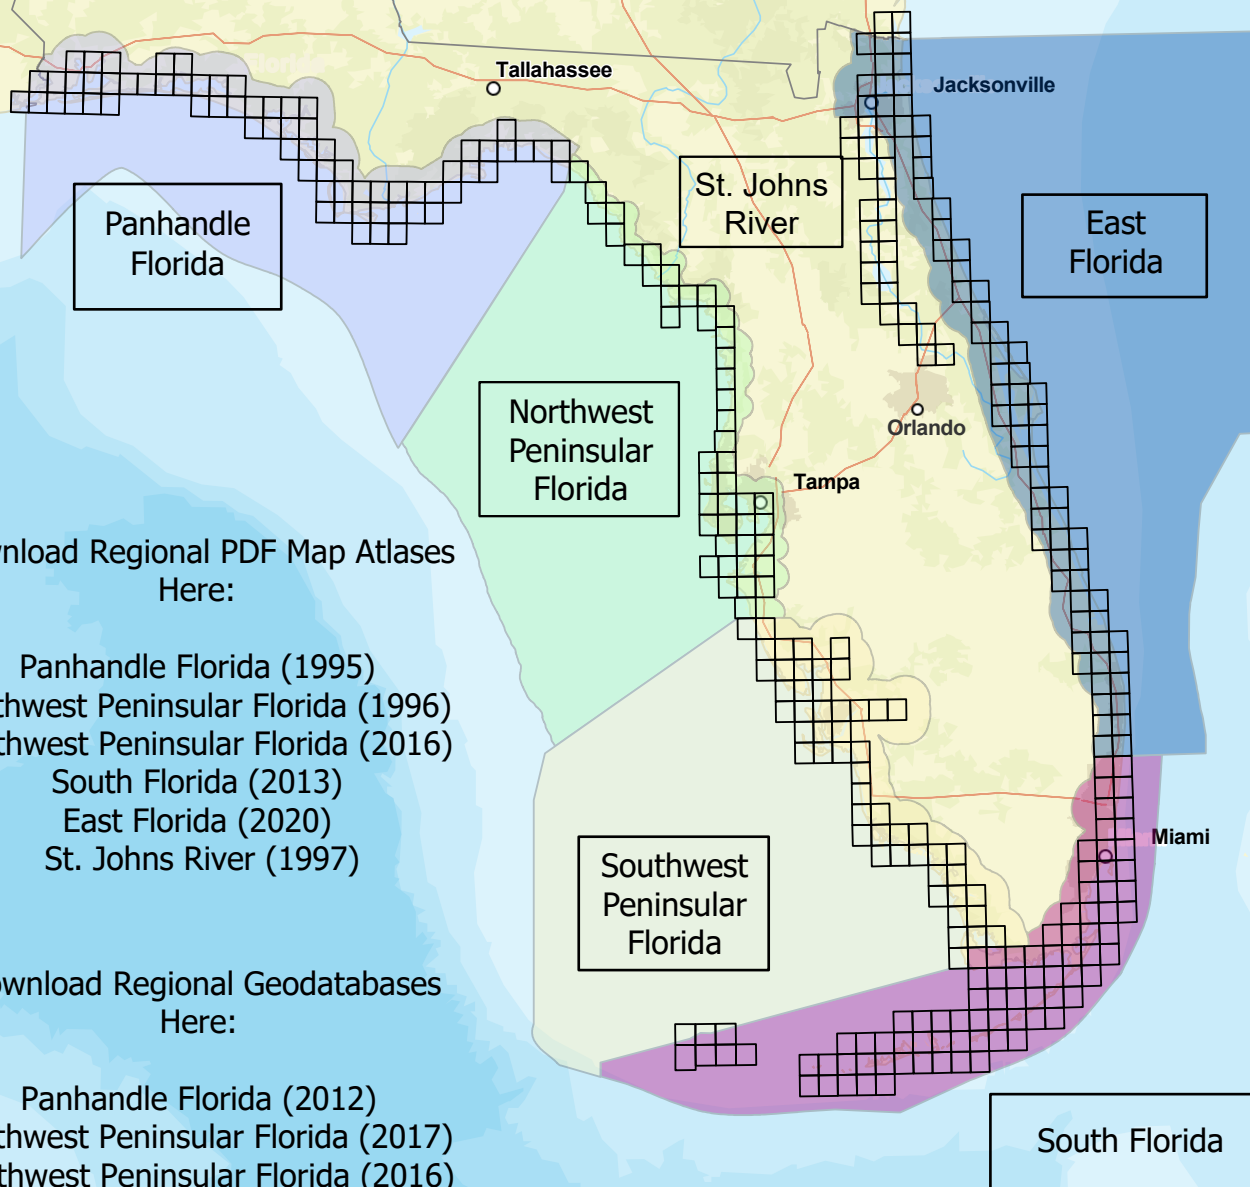 Tallahassee
Jacksonville
St. Johns
River
Panhandle
Florida
East
Florida
Northwest
Peninsular
Florida
Orlando
Tampa
wnload Regional PDF Map Atlases
Here:
Panhandle Florida (1995)
thwest Peninsular Florida (1996)
thwest Peninsular Florida (2016)
South Florida (2013)
East Florida (2020)
St. Johns River (1997)
Miami
Southwest
Peninsular
Florida
ownload Regional Geodatabases
Here:
Panhandle Florida (2012)
thwest Peninsular Florida (2017)
thwest Peninsular Florida (2016)
South Florida